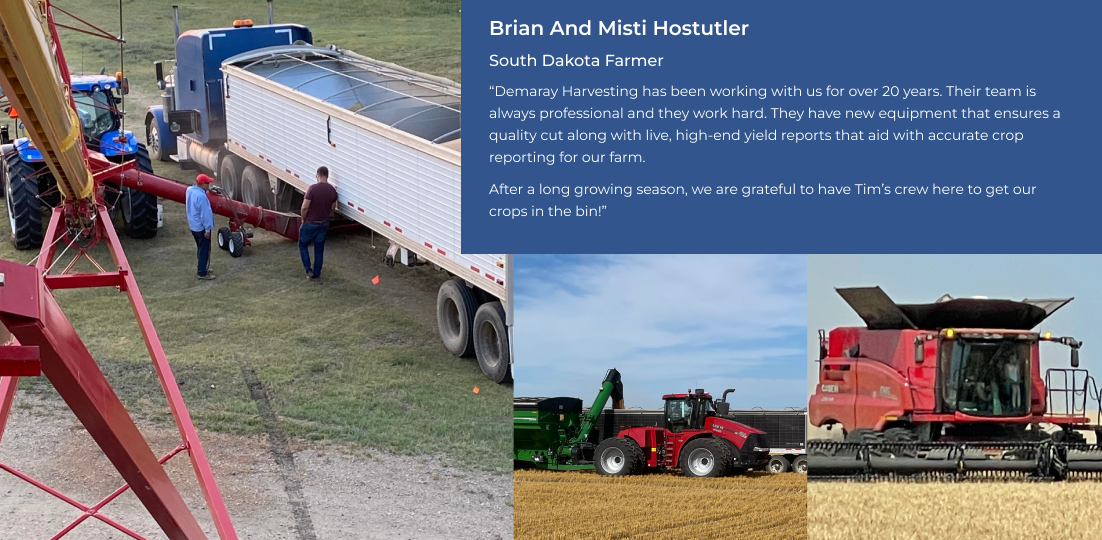 Brian And Misti Hostutler
South Dakota Farmer
“Demaray Harvesting has been working with us for over 20 years. Their team is
always professional and they work hard. They have new equipment that ensures a
quality cut along with live, high-end yield reports that aid with accurate crop
reporting for our farm.
After a long growing season, we are grateful to have Tim’s crew here to get our
crops in the bin!”
CASE IH